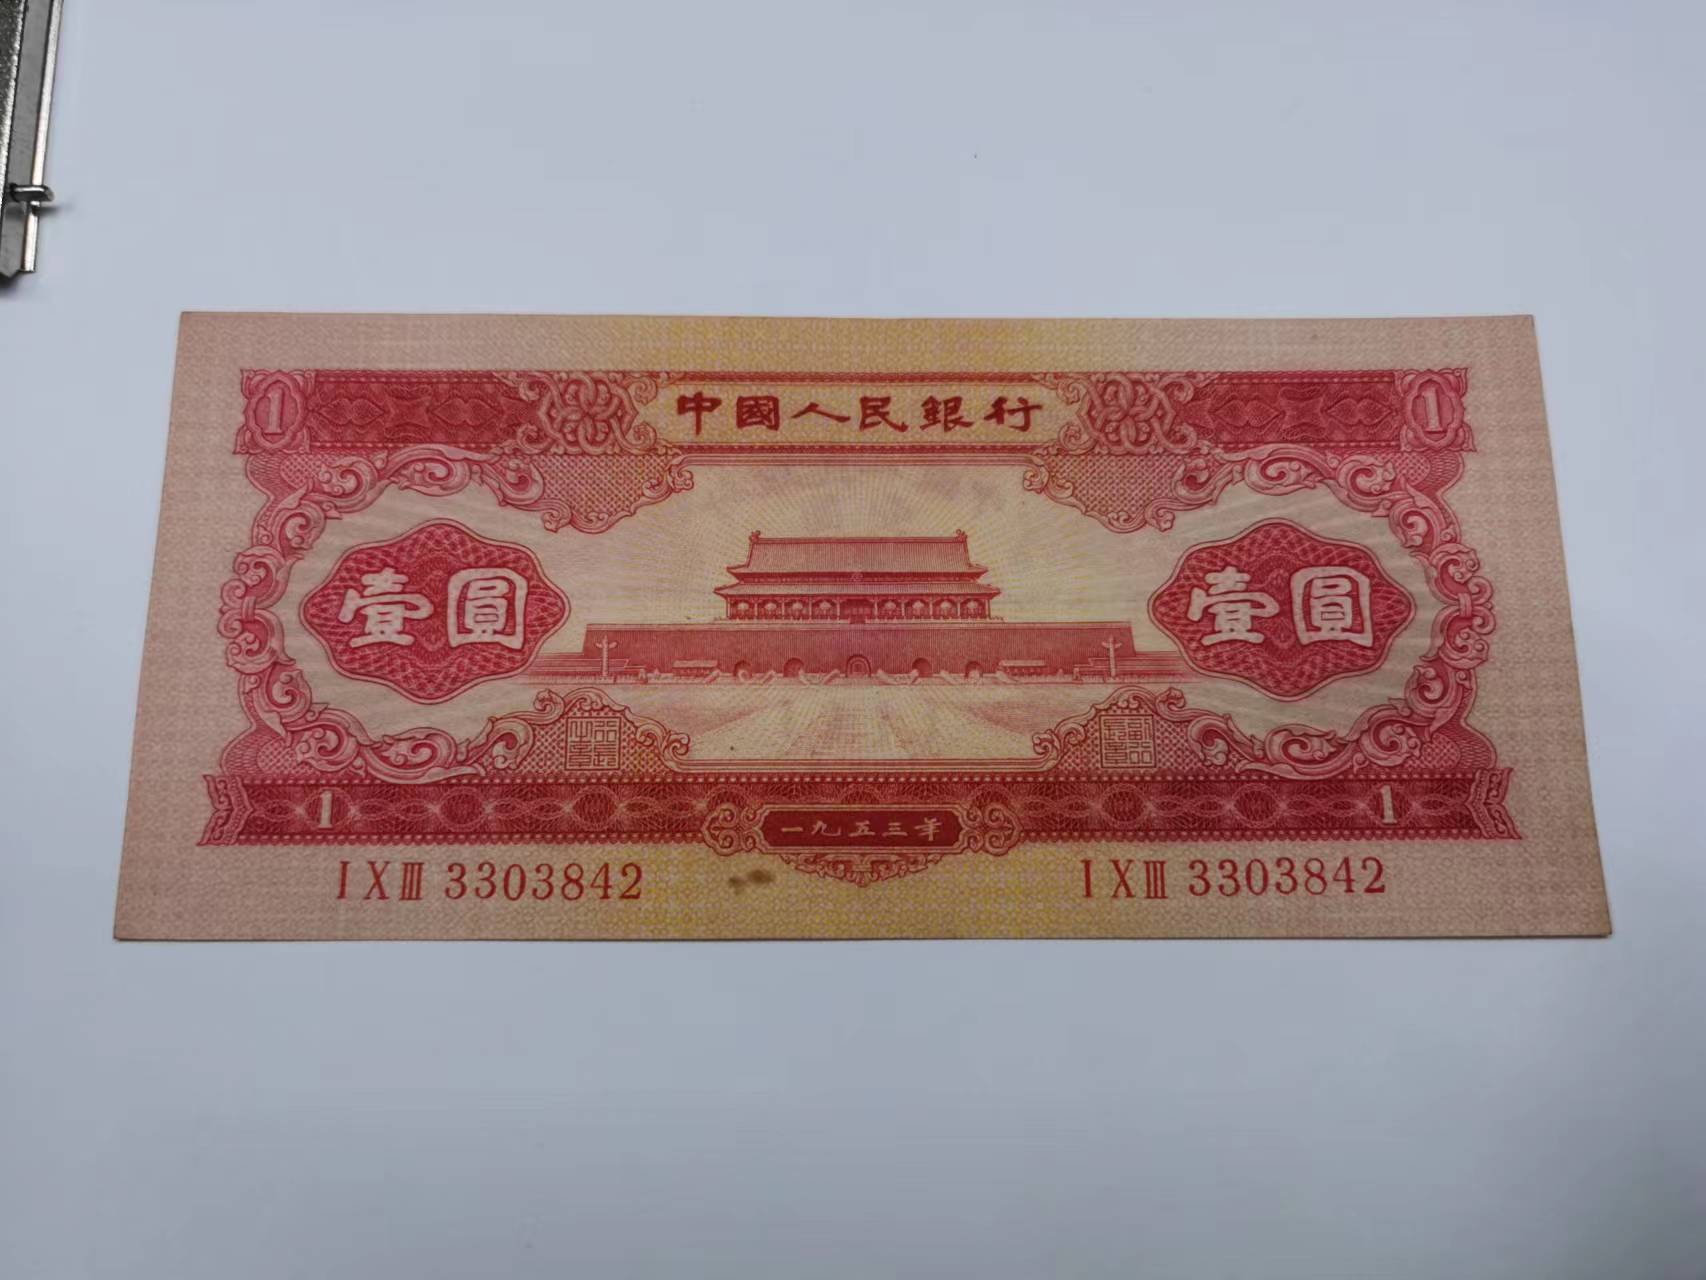 1 中國人民銀行 1
壹圓 壹圓
1 一九五三年 1
I X III 3303842 I X III 3303842